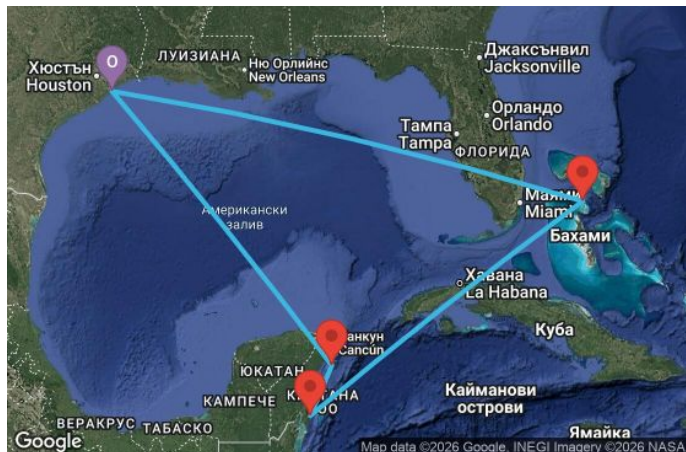 ЛУИЗИАНА
Хюстън
Houston
O
Ню Орлийнс
New Orleans
Джаксънвил
Jacksonville
Орландо
Orlando
Тампа
Tampa
ФЛОРИДА
Miami
Бахами
Американски
залив
Хавана
La Habana
Куба
Cancún
ЮКАТАН
КАМПЕЧЕ
ВЕРАКРУС
ТАБАСКО
Кайманови
острови
Ямайка
Google
Map data ©2026 Google, INEGI Imagery ©2026 NASA